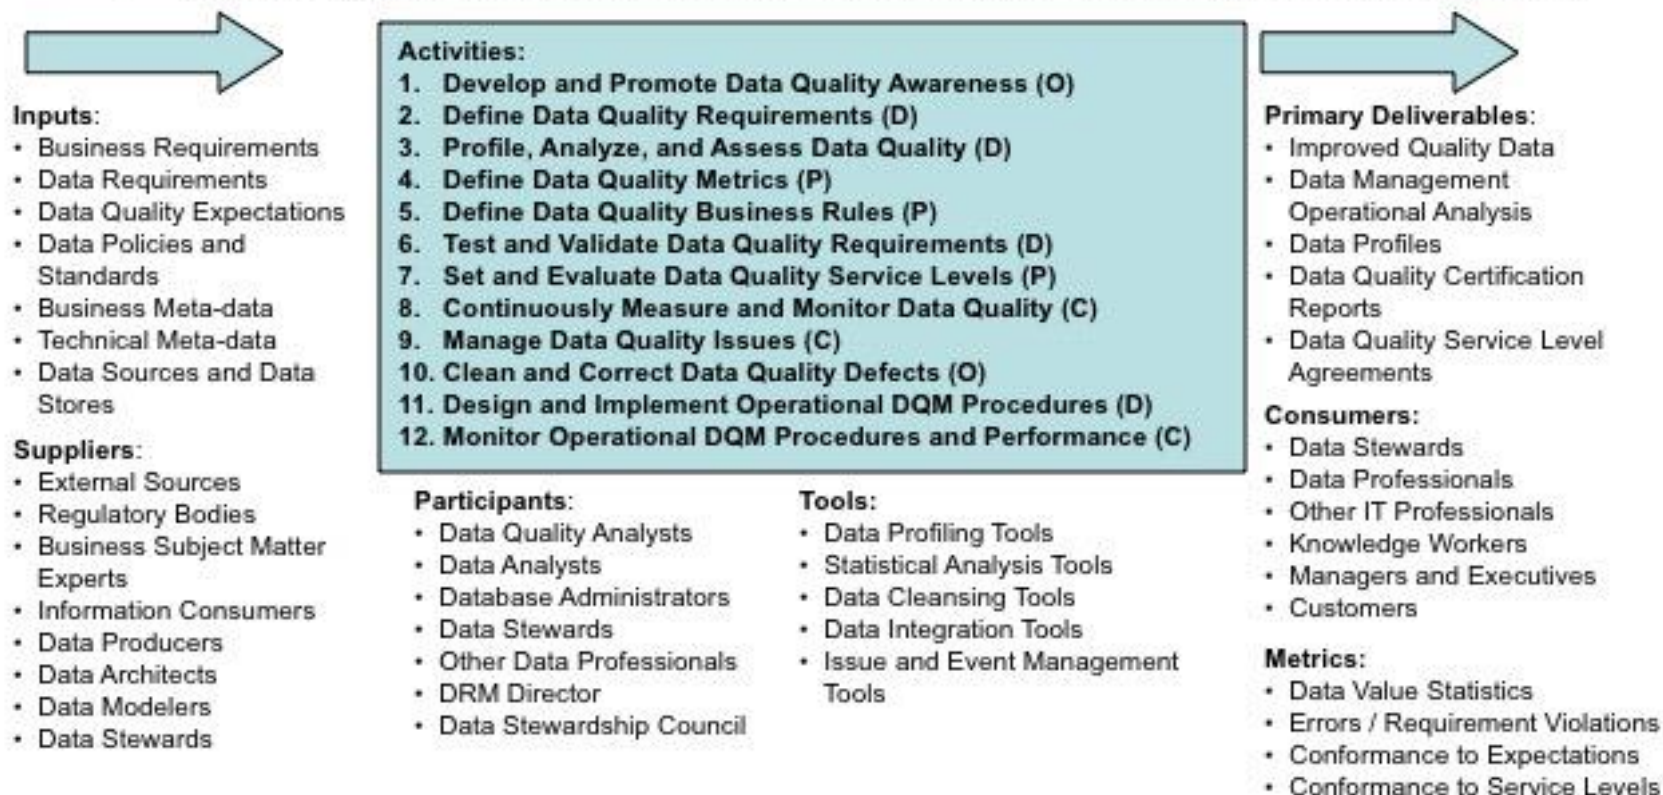 Inputs:
• Business Requirements
• Data Requirements
• Data Quality Expectations
• Data Policies and
Standards
• Business Meta-data
• Technical Meta-data
• Data Sources and Data
Stores
Suppliers:
• External Sources
• Regulatory Bodies
• Business Subject Matter
Experts
• Information Consumers
• Data Producers
• Data Architects
• Data Modelers
• Data Stewards
Activities:
1. Develop and Promote Data Quality Awareness (O)
2. Define Data Quality Requirements (D)
3. Profile, Analyze, and Assess Data Quality (D)
4. Define Data Quality Metrics (P)
5. Define Data Quality Business Rules (P)
6. Test and Validate Data Quality Requirements (D)
7. Set and Evaluate Data Quality Service Levels (P)
8. Continuously Measure and Monitor Data Quality (C)
9. Manage Data Quality Issues (C)
10. Clean and Correct Data Quality Defects (O)
11. Design and Implement Operational DQM Procedures (D)
12. Monitor Operational DQM Procedures and Performance (C)
Participants:
• Data Quality Analysts
• Data Analysts
• Database Administrators
• Data Stewards
• Other Data Professionals
• DRM Director
• Data Stewardship Council
Tools:
• Data Profiling Tools
• Statistical Analysis Tools
• Data Cleansing Tools
• Data Integration Tools
• Issue and Event Management
Tools
Primary Deliverables:
• Improved Quality Data
• Data Management
Operational Analysis
• Data Profiles
• Data Quality Certification
Reports
• Data Quality Service Level
Agreements
Consumers:
• Data Stewards
• Data Professionals
• Other IT Professionals
• Knowledge Workers
• Managers and Executives
• Customers
Metrics:
• Data Value Statistics
• Errors / Requirement Violations
• Conformance to Expectations
• Conformance to Service Levels